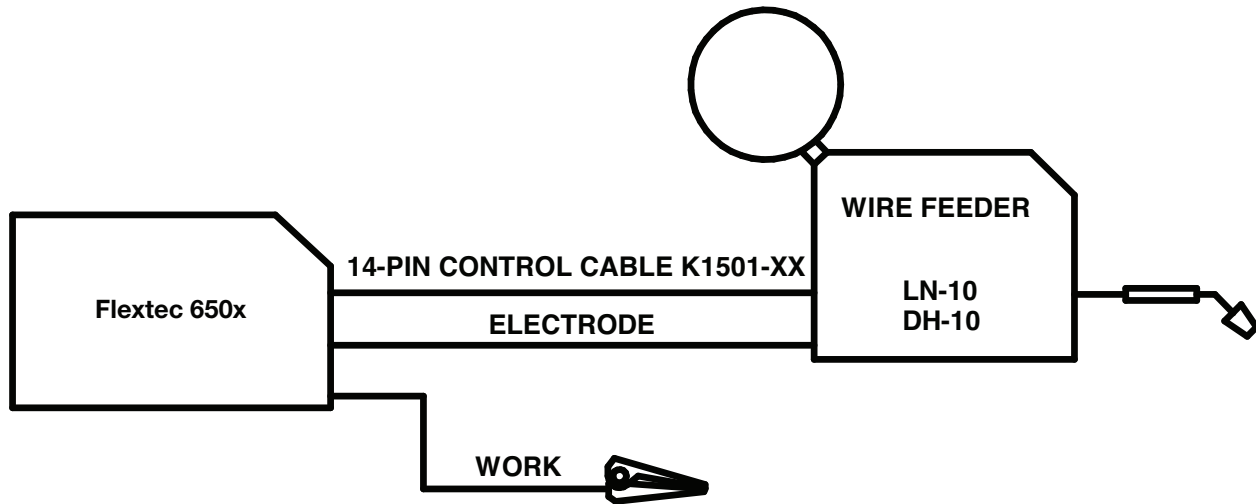 WIRE FEEDER
14-PIN CONTROL CABLE K1501-XX
Flextec 650x
LN-10
DH-10
ELECTRODE
WORK